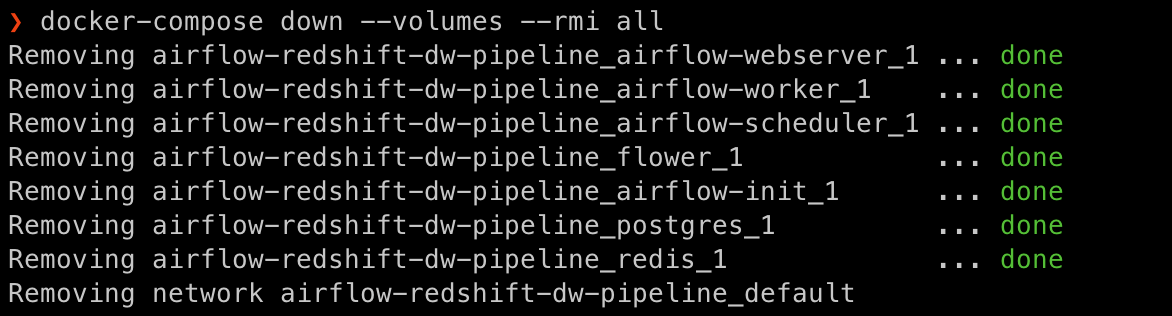 ❯ docker-compose down --volumes --rmi all
Removing airflow-redshift-dw-pipeline_airflow-webserver_1 ... done
Removing airflow-redshift-dw-pipeline_airflow-worker_1    ... done
Removing airflow-redshift-dw-pipeline_airflow-scheduler_1 ... done
Removing airflow-redshift-dw-pipeline_flower_1            ... done
Removing airflow-redshift-dw-pipeline_airflow-init_1      ... done
Removing airflow-redshift-dw-pipeline_postgres_1          ... done
Removing airflow-redshift-dw-pipeline_redis_1             ... done
Removing network airflow-redshift-dw-pipeline_default